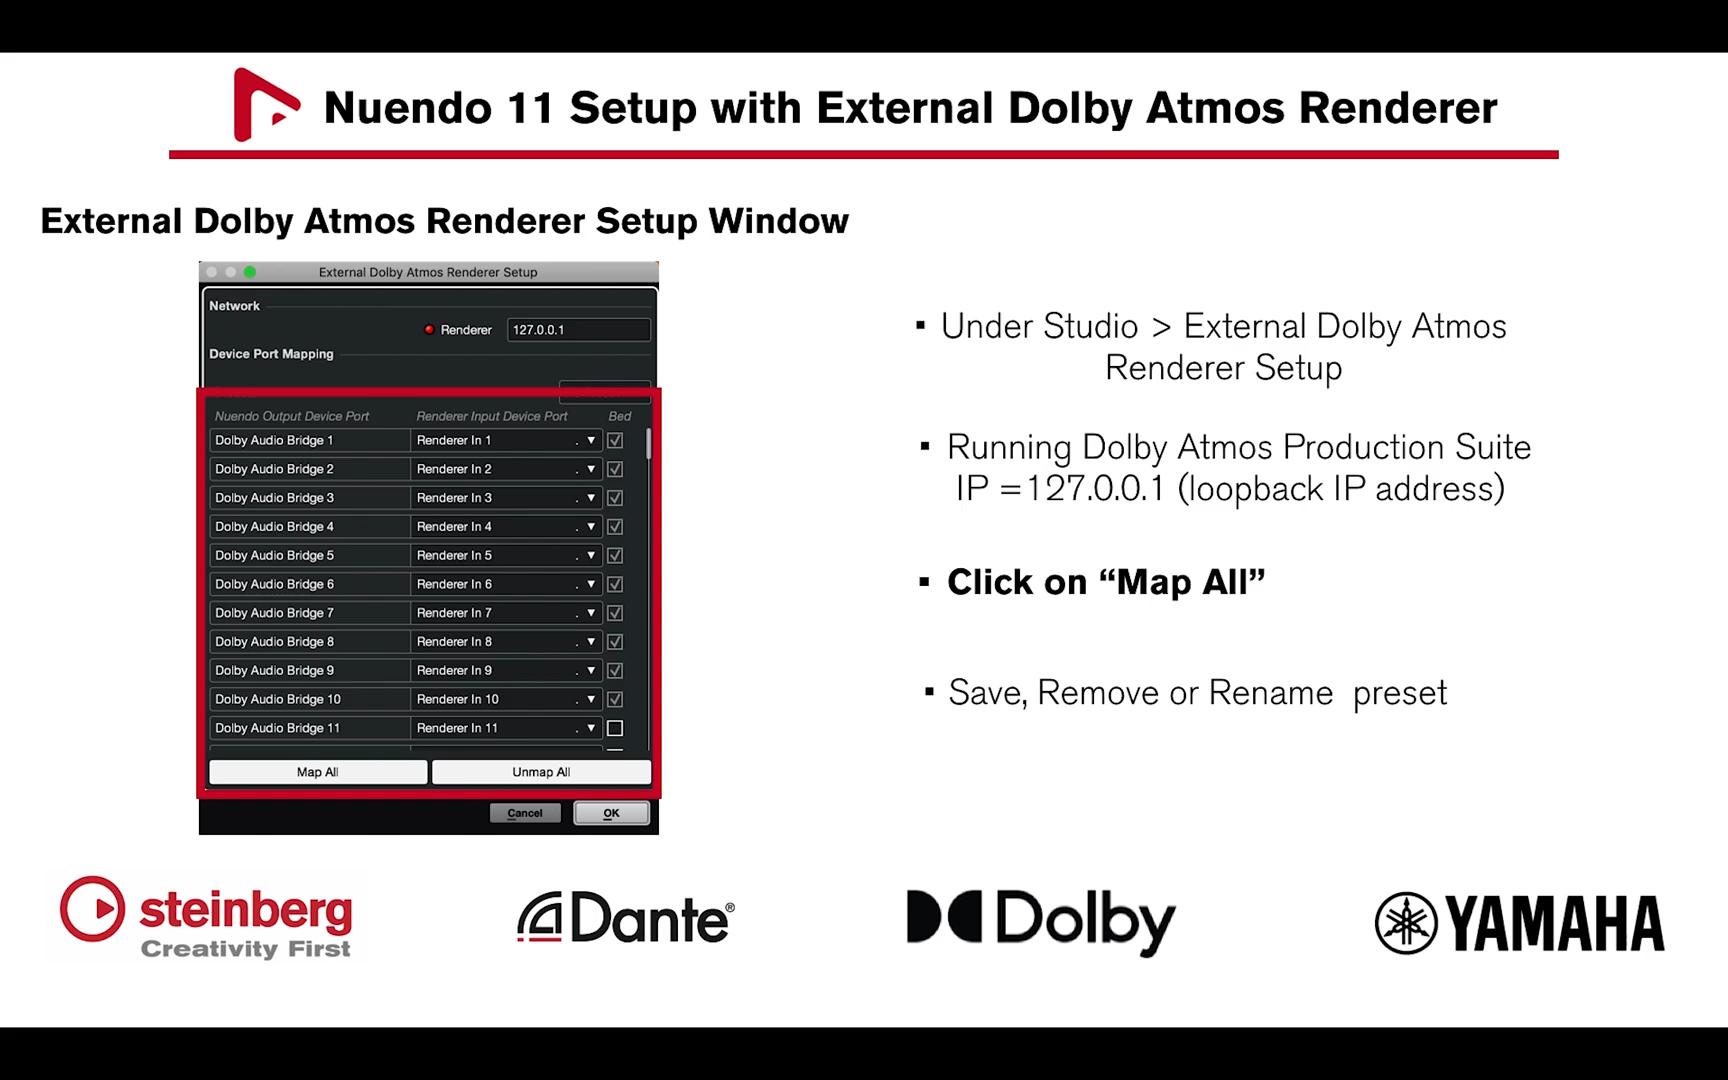 Nuendo 11 Setup with External Dolby Atmos Renderer
External Dolby Atmos Renderer Setup Window
External Dolby Atmos Renderer Setup
Network
Renderer 127.0.0.1
Device Port Mapping
Nuendo Output Device Port Renderer Input Device Port Bed
Dolby Audio Bridge 1 Renderer In 1
Dolby Audio Bridge 2 Renderer In 2
Dolby Audio Bridge 3 Renderer In 3
Dolby Audio Bridge 4 Renderer In 4
Dolby Audio Bridge 5 Renderer In 5
Dolby Audio Bridge 6 Renderer In 6
Dolby Audio Bridge 7 Renderer In 7
Dolby Audio Bridge 8 Renderer In 8
Dolby Audio Bridge 9 Renderer In 9
Dolby Audio Bridge 10 Renderer In 10
Dolby Audio Bridge 11 Renderer In 11
Map All Unmap All
Cancel OK
▪ Under Studio > External Dolby Atmos
Renderer Setup
▪ Running Dolby Atmos Production Suite
IP =127.0.0.1 (loopback IP address)
▪ Click on “Map All”
▪ Save, Remove or Rename preset
steinberg
Creativity First
Dante®
Dolby
YAMAHA